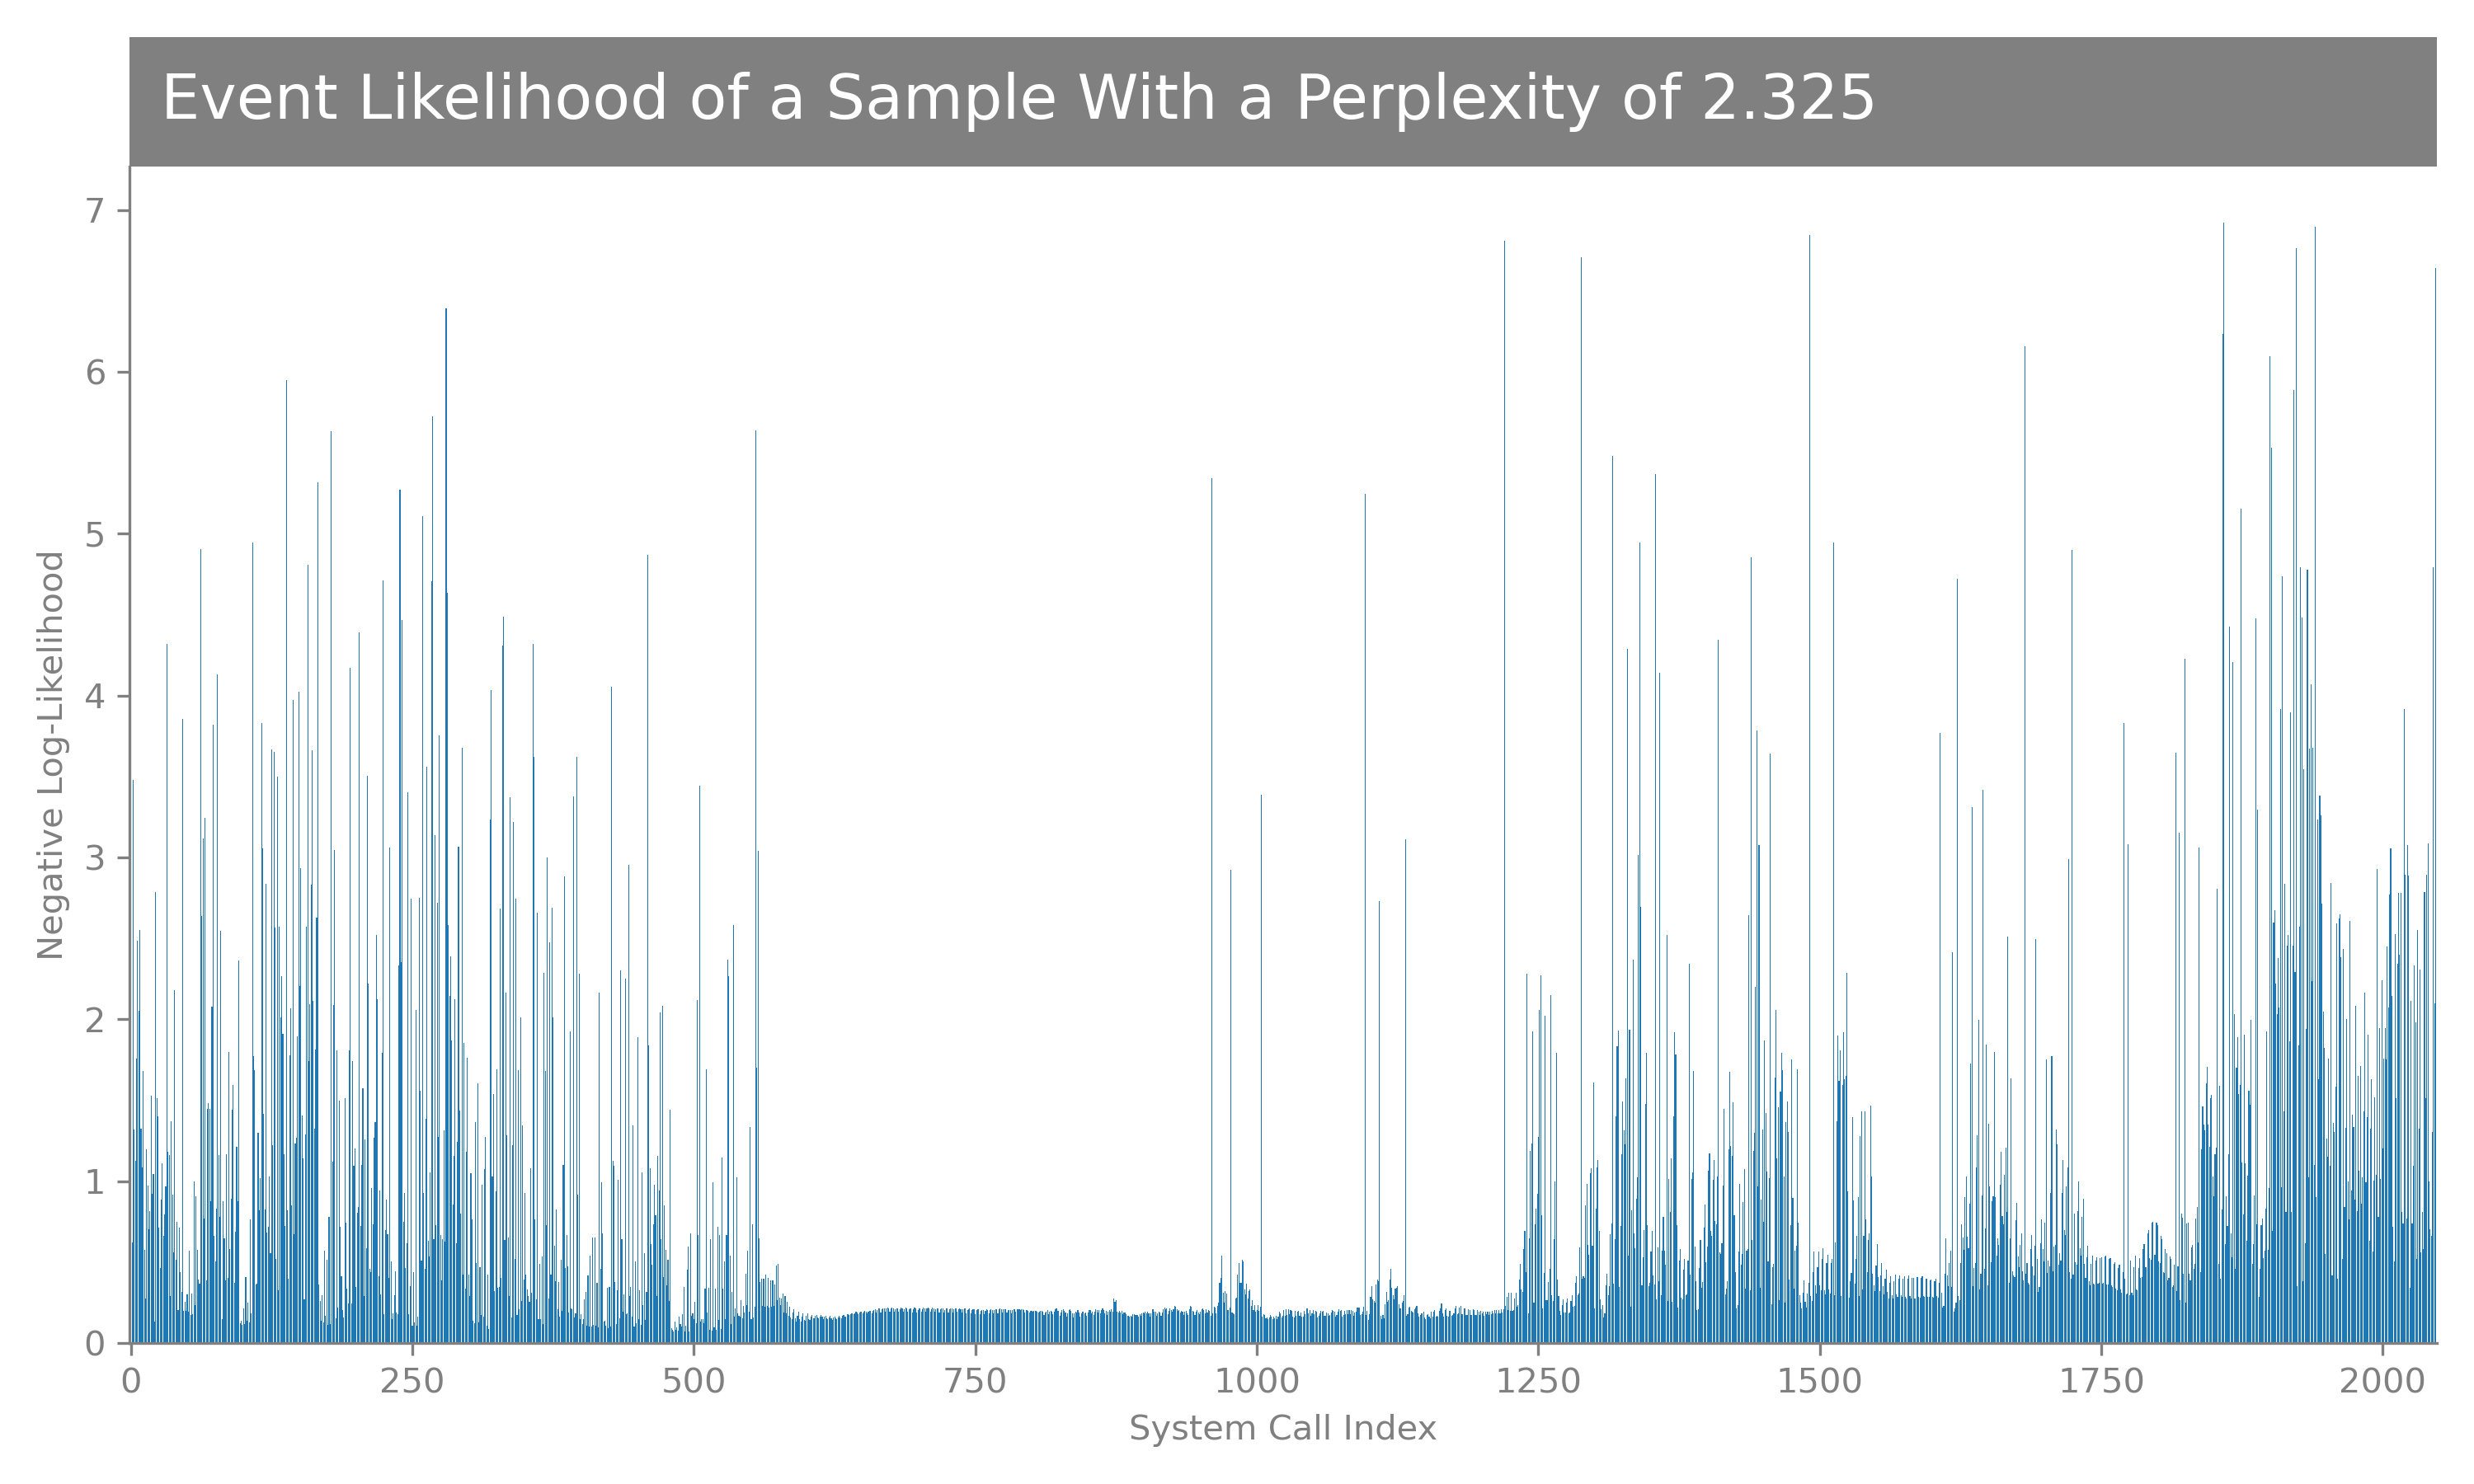 Event Likelihood of a Sample With a Perplexity of 2.325
Negative Log-Likelihood
7
6
5
4
3
2
1
0
0 250 500 750 1000 1250 1500 1750 2000
System Call Index